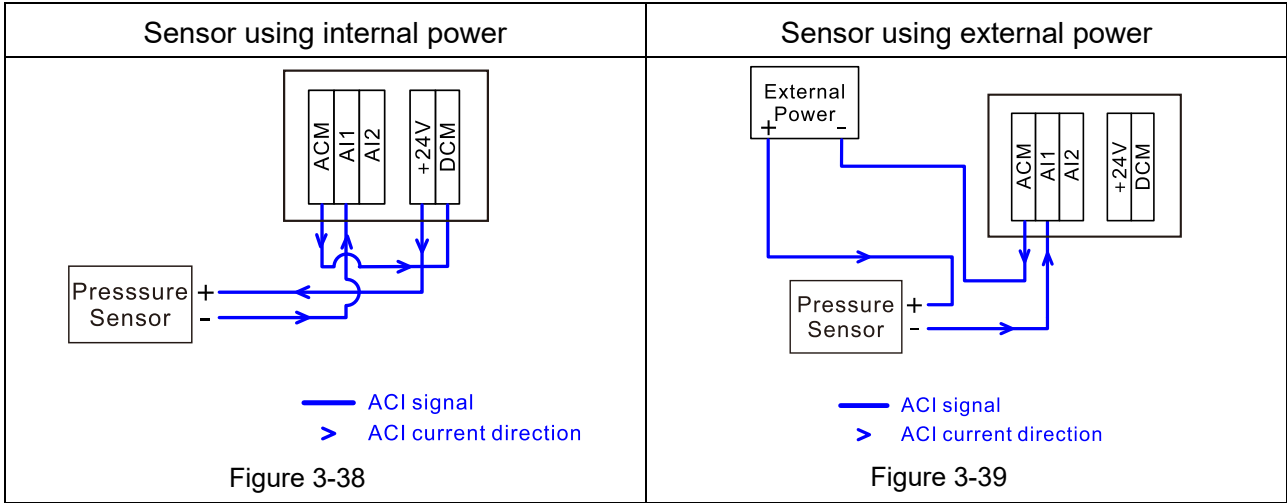 Sensor using internal power
ACM
AI1
AI2
+24V
DCM
Presssure +
Sensor -
ACI signal
ACI current direction
Figure 3-38
Sensor using external power
External
Power
+ -
ACM
AI1
AI2
+24V
DCM
Pressure +
Sensor -
ACI signal
ACI current direction
Figure 3-39